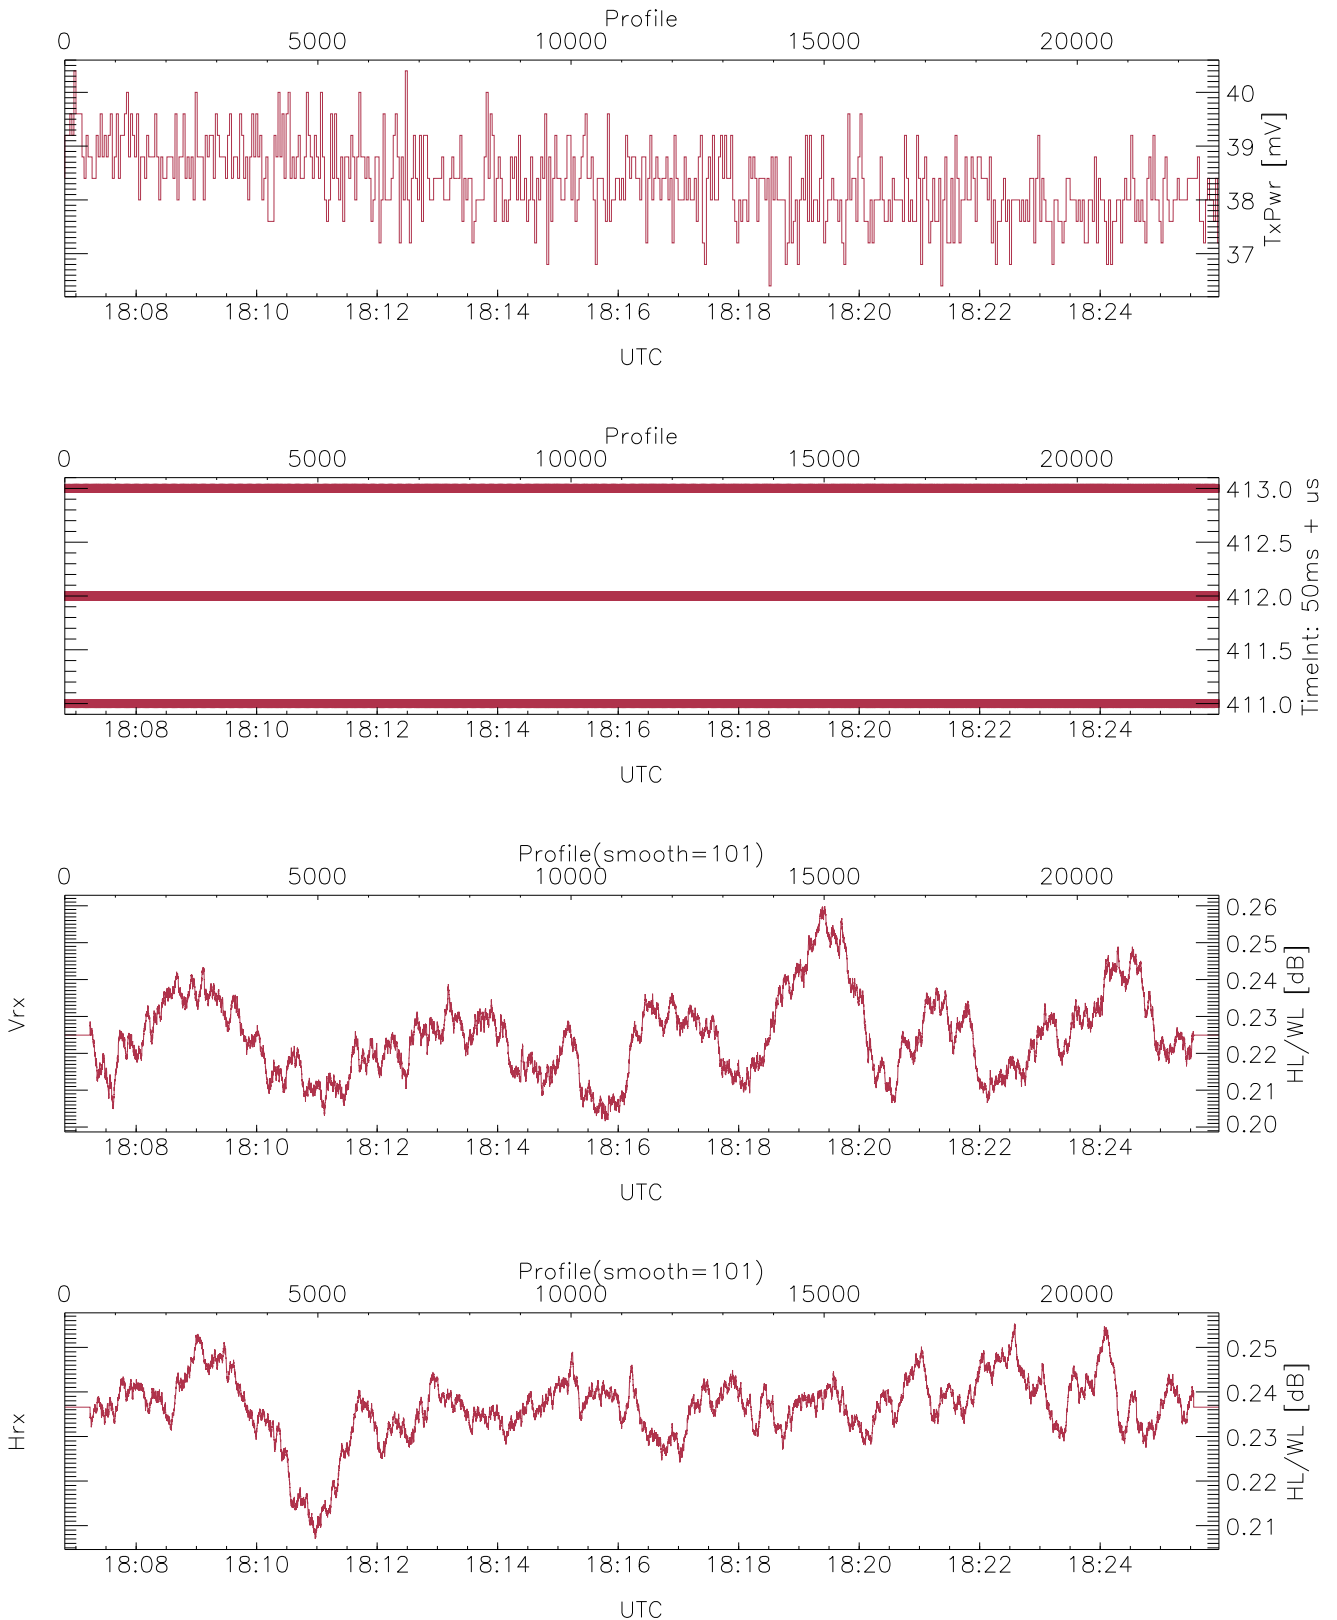 Profile
0 5000 10000 15000 20000
40
39
38
37
TxPwr [mV]
18:08 18:10 18:12 18:14 18:16 18:18 18:20 18:22 18:24
UTC
Profile
0 5000 10000 15000 20000
413.0
412.5
412.0
411.5
411.0
TimeInt: 50ms + us
18:08 18:10 18:12 18:14 18:16 18:18 18:20 18:22 18:24
UTC
Profile(smooth=101)
0 5000 10000 15000 20000
Vrx
0.26
0.25
0.24
0.23
0.22
0.21
0.20
HL/WL [dB]
18:08 18:10 18:12 18:14 18:16 18:18 18:20 18:22 18:24
UTC
Profile(smooth=101)
0 5000 10000 15000 20000
Hrx
0.25
0.24
0.23
0.22
0.21
HL/WL [dB]
18:08 18:10 18:12 18:14 18:16 18:18 18:20 18:22 18:24
UTC